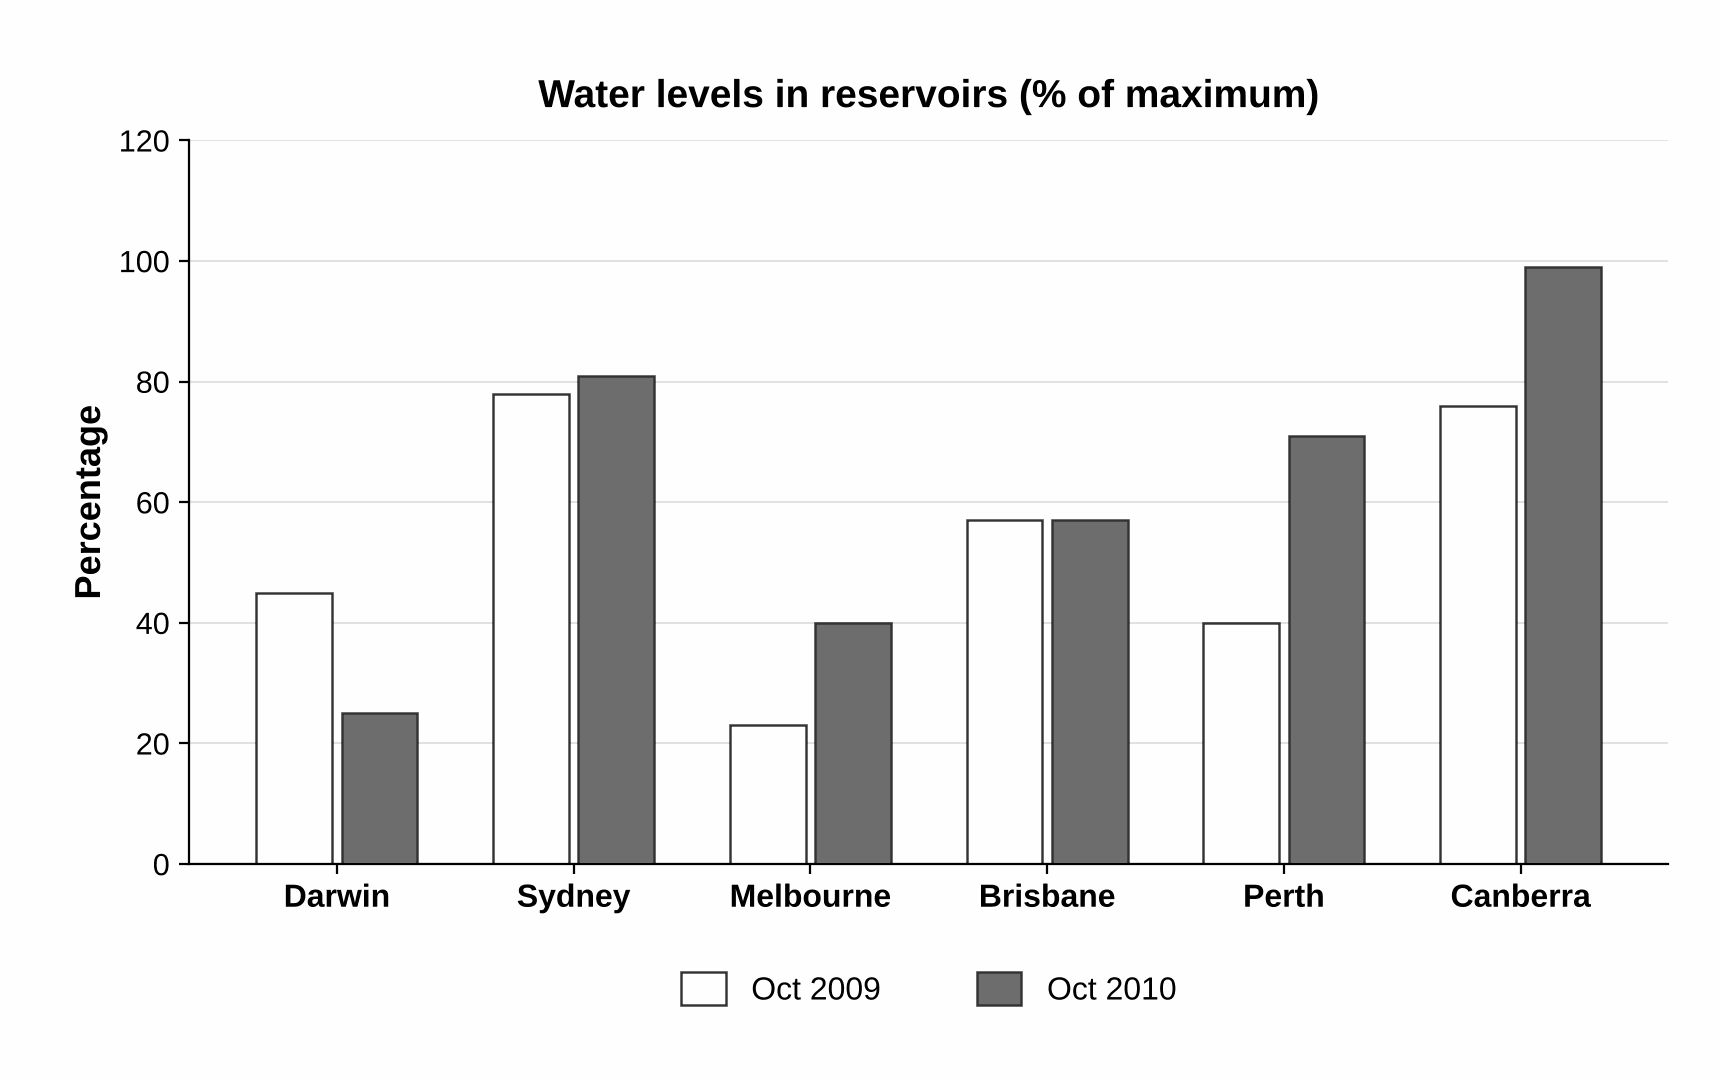 Water levels in reservoirs (% of maximum)
120
100
80
60
40
20
0
Percentage
Darwin Sydney Melbourne Brisbane Perth Canberra
Oct 2009 Oct 2010